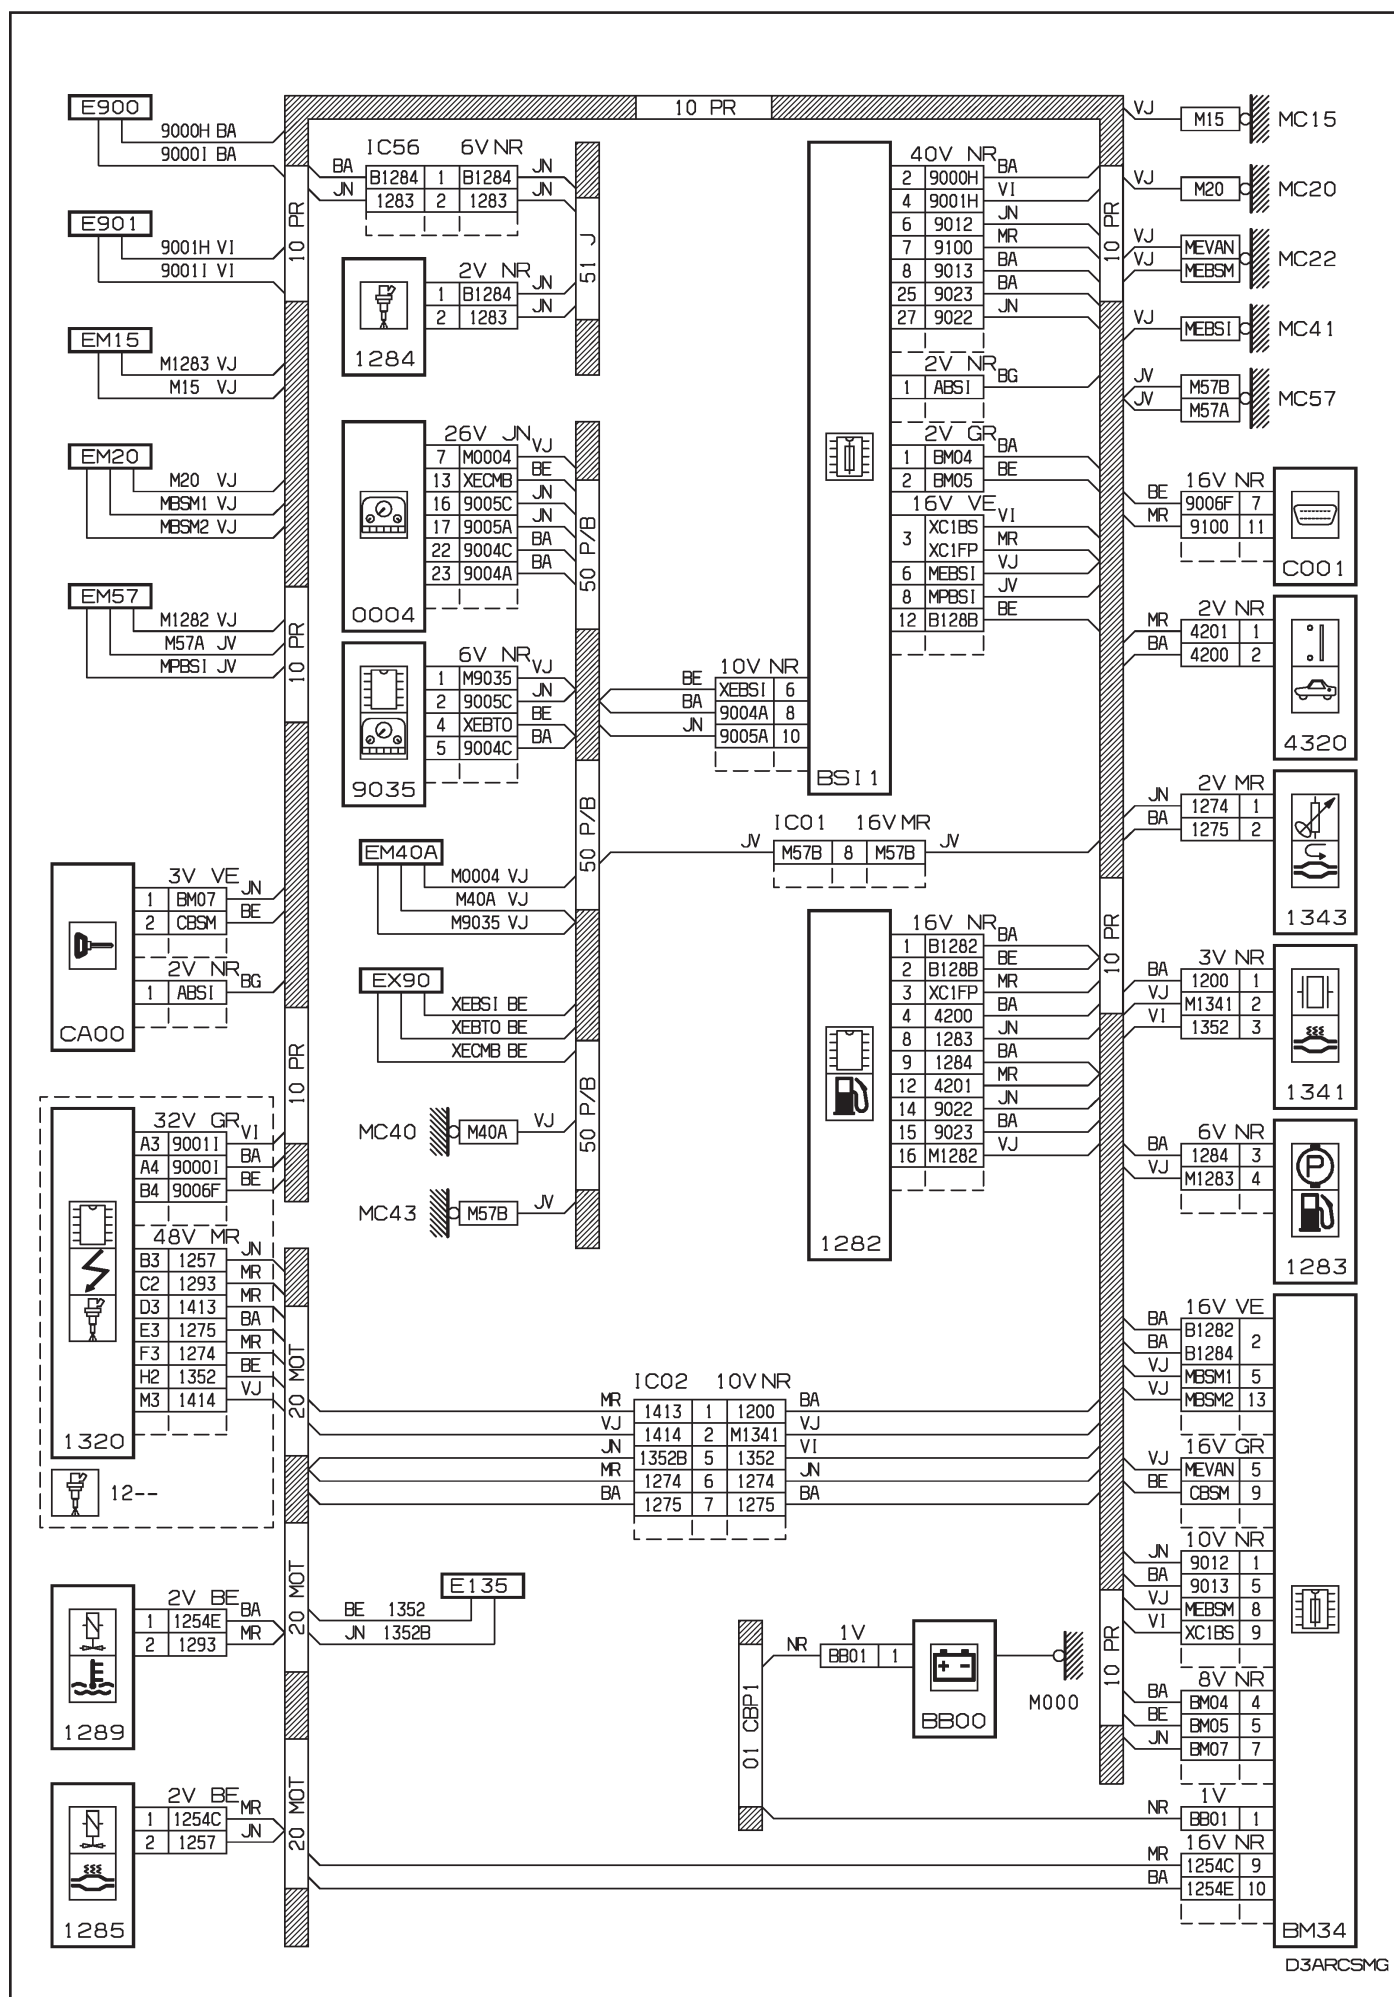 E900
9000H BA
9000I BA
E901
9001H VI
9001I VI
EM15
M1283 VJ
M15 VJ
EM20
M20 VJ
MBSM1 VJ
MBSM2 VJ
EM57
M1282 VJ
M57A JV
MPBSI JV
CA00
3V VE
1 BM07 JN
2 CBSM BE
2V NR
1 ABSI BG
1320
32V GR
A3 9001I VI
A4 9000I BA
B4 9006F BE
48V MR
B3 1257 JN
C2 1293 MR
D3 1413 MR
E3 1275 BA
F3 1274 MR
H2 1352 BE
M3 1414 VJ
12--
1289
2V BE
1 1254E BA
2 1293 MR
1285
2V BE
1 1254C MR
2 1257 JN
10 PR
10 PR
10 PR
10 PR
20 MOT
20 MOT
20 MOT
IC56 6V NR
BA B1284 1 B1284 JN
JN 1283 2 1283 JN
51 J
1284
2V NR
1 B1284 JN
2 1283 JN
0004
26V JN
7 M0004 VJ
13 XECMB BE
16 9005C JN
17 9005A JN
22 9004C BA
23 9004A BA
9035
6V NR
1 M9035 VJ
2 9005C JN
4 XEBTO BE
5 9004C BA
50 P/B
50 P/B
50 P/B
EM40A
M0004 VJ
M40A VJ
M9035 VJ
EX90
XEBSI BE
XEBTO BE
XECMB BE
MC40 M40A VJ
MC43 M57B JV
BSI1
40V NR
2 9000H BA
4 9001H VI
6 9012 JN
7 9100 MR
8 9013 BA
25 9023 BA
27 9022 JN
2V NR
1 ABSI BG
2V GR
1 BM04 BA
2 BM05 BE
16V VE
3 XC1BS VI
XC1FP MR
6 MEBSI VJ
8 MPBSI JV
12 B128B BE
10V NR
BE XEBSI 6
BA 9004A 8
JN 9005A 10
IC01 16V MR
JV M57B 8 M57B JV
1282
16V NR
1 B1282 BA
2 B128B BE
3 XC1FP MR
4 4200 BA
8 1283 JN
9 1284 BA
12 4201 MR
14 9022 JN
15 9023 BA
16 M1282 VJ
IC02 10V NR
MR 1413 1 1200 BA
VJ 1414 2 M1341 VJ
JN 1352B 5 1352 VI
MR 1274 6 1274 JN
BA 1275 7 1275 BA
E135
BE 1352
JN 1352B
01 CBP1
1V
NR BB01 1
BB00
M000
10 PR
10 PR
10 PR
VJ M15 MC15
VJ M20 MC20
VJ MEVAN
VJ MEBSM
MC22
VJ MEBSI MC41
JV M57B
JV M57A
MC57
16V NR
BE 9006F 7
MR 9100 11
C001
2V NR
MR 4201 1
BA 4200 2
4320
2V MR
JN 1274 1
BA 1275 2
1343
3V NR
BA 1200 1
VJ M1341 2
VI 1352 3
1341
6V NR
BA 1284 3
VJ M1283 4
P
1283
16V VE
BA B1282 2
BA B1284
VJ MBSM1 5
VJ MBSM2 13
16V GR
VJ MEVAN 5
BE CBSM 9
10V NR
JN 9012 1
BA 9013 5
VJ MEBSM 8
VI XC1BS 9
8V NR
BA BM04 4
BE BM05 5
JN BM07 7
1V
NR BB01 1
16V NR
MR 1254C 9
BA 1254E 10
BM34
D3ARCSMG